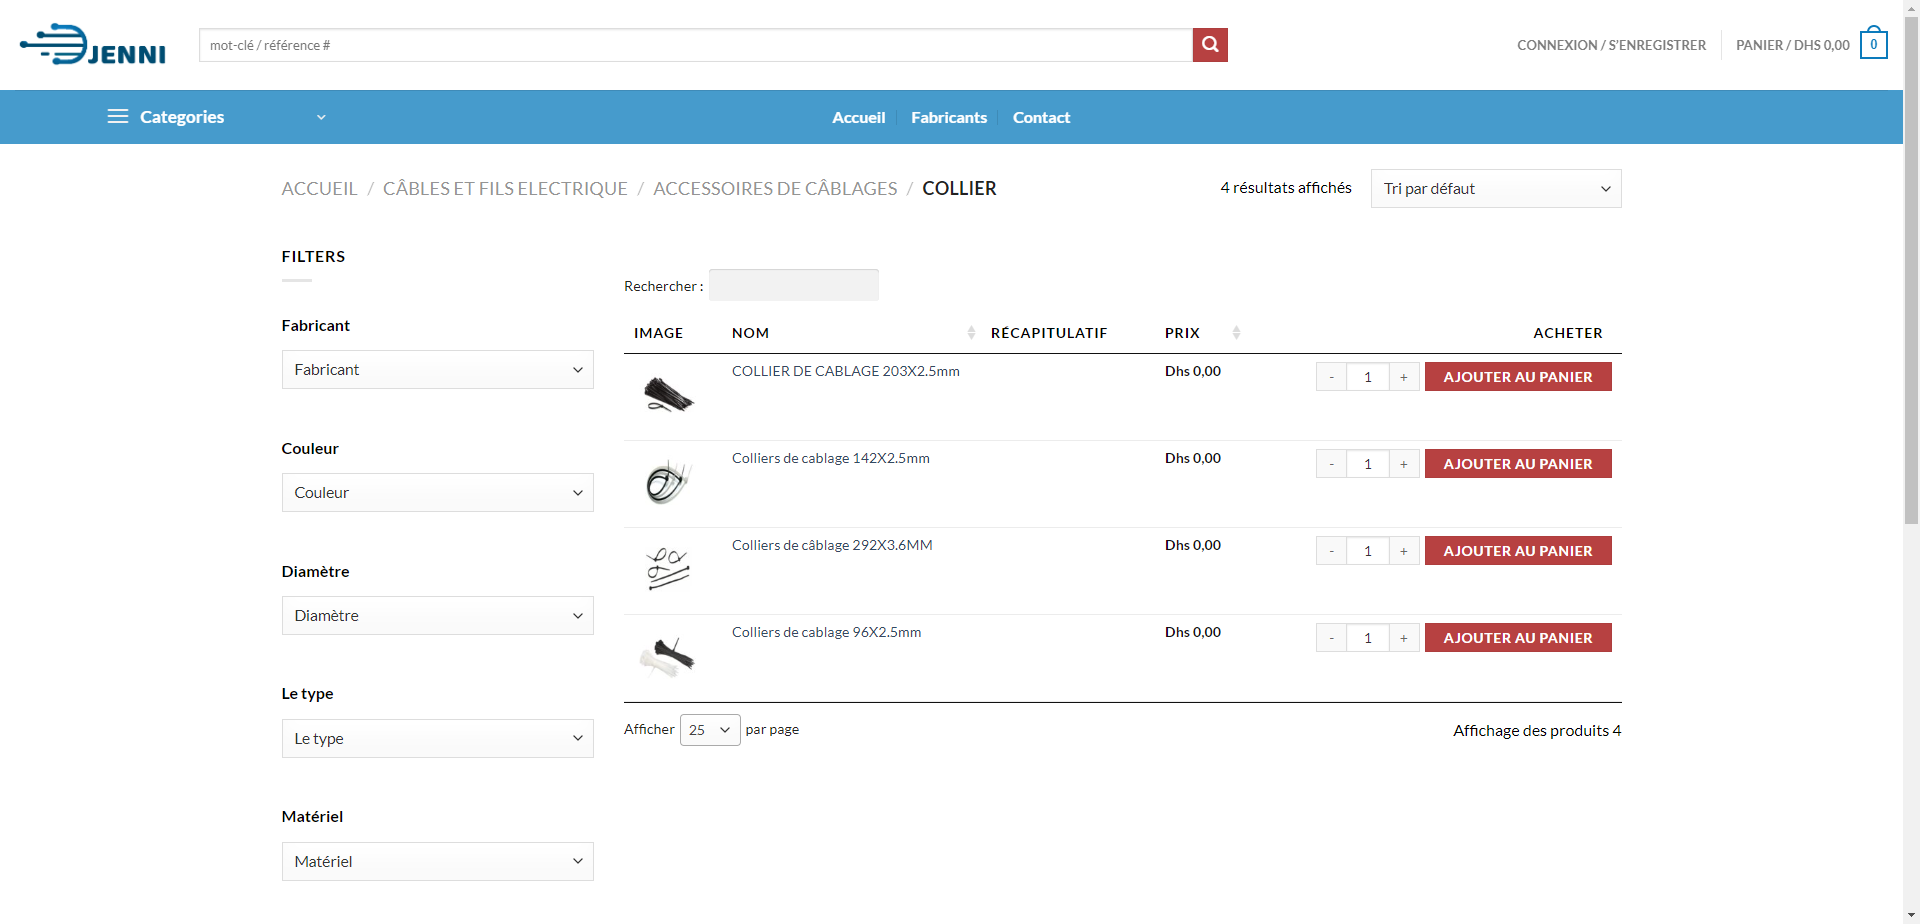 JENNI
mot-clé / référence #
CONNEXION / S'ENREGISTRER
PANIER / DHS 0,00
0
Categories
Accueil
Fabricants
Contact
ACCUEIL / CÂBLES ET FILS ELECTRIQUE / ACCESSOIRES DE CÂBLAGES / COLLIER
4 résultats affichés
Tri par défaut
FILTERS
Fabricant
Fabricant
Couleur
Couleur
Diamètre
Diamètre
Le type
Le type
Matériel
Matériel
Rechercher :
IMAGE NOM RÉCAPITULATIF PRIX ACHETER
COLLIER DE CABLAGE 203X2.5mm Dhs 0,00 - 1 + AJOUTER AU PANIER
Colliers de cablage 142X2.5mm Dhs 0,00 - 1 + AJOUTER AU PANIER
Colliers de câblage 292X3.6MM Dhs 0,00 - 1 + AJOUTER AU PANIER
Colliers de cablage 96X2.5mm Dhs 0,00 - 1 + AJOUTER AU PANIER
Afficher 25 par page
Affichage des produits 4